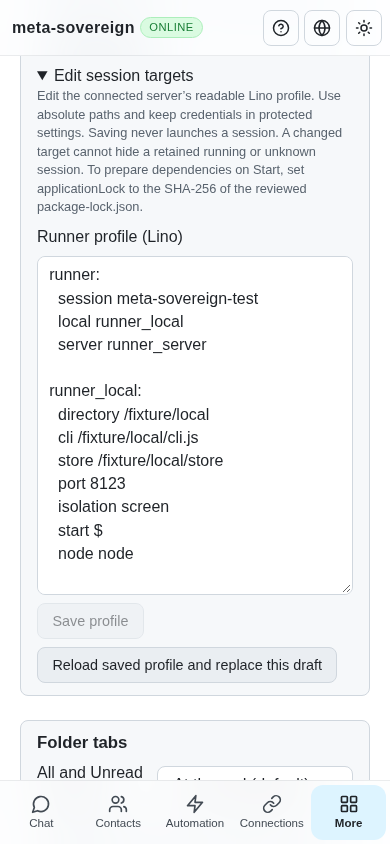 meta-sovereign ONLINE
▼ Edit session targets
Edit the connected server's readable Lino profile. Use
absolute paths and keep credentials in protected
settings. Saving never launches a session. A changed
target cannot hide a retained running or unknown
session. To prepare dependencies on Start, set
applicationLock to the SHA-256 of the reviewed
package-lock.json.
Runner profile (Lino)
runner:
  session meta-sovereign-test
  local runner_local
  server runner_server

runner_local:
  directory /fixture/local
  cli /fixture/local/cli.js
  store /fixture/local/store
  port 8123
  isolation screen
  start $
  node node
Save profile
Reload saved profile and replace this draft
Folder tabs
All and Unread
Chat Contacts Automation Connections More